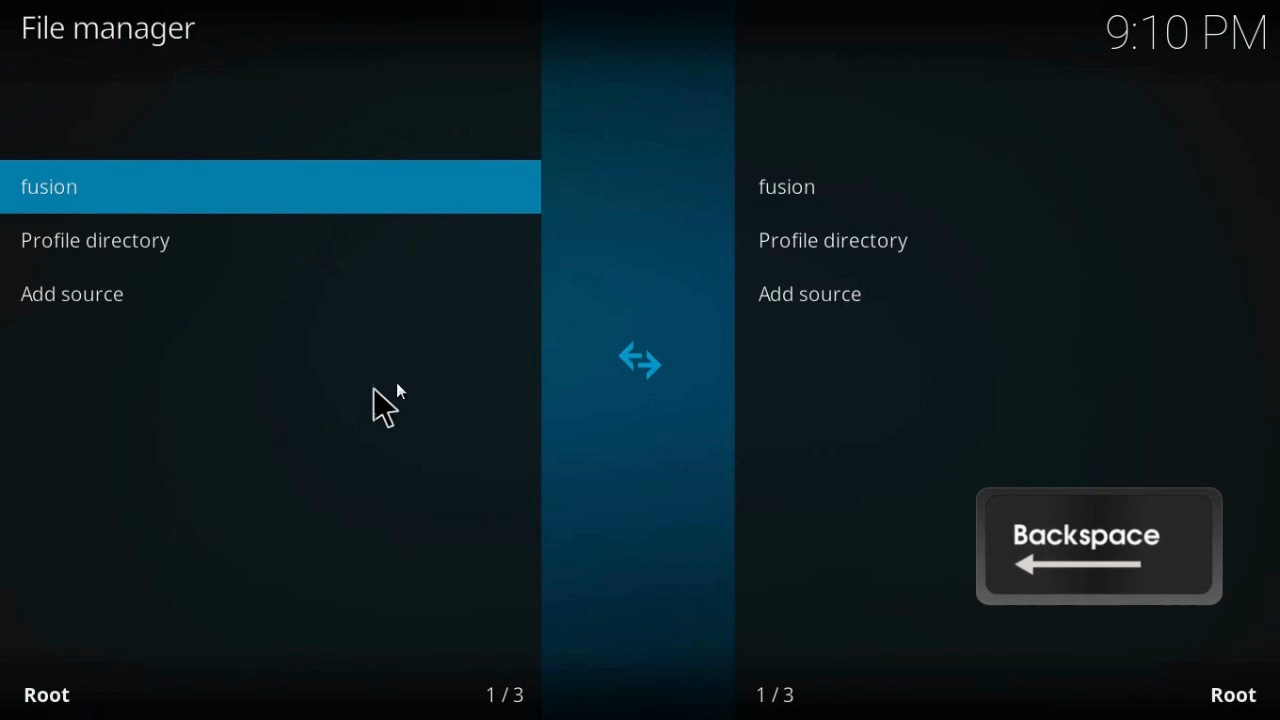 File manager
9:10 PM
fusion
Profile directory
Add source
fusion
Profile directory
Add source
Backspace
Root
1 / 3
1 / 3
Root